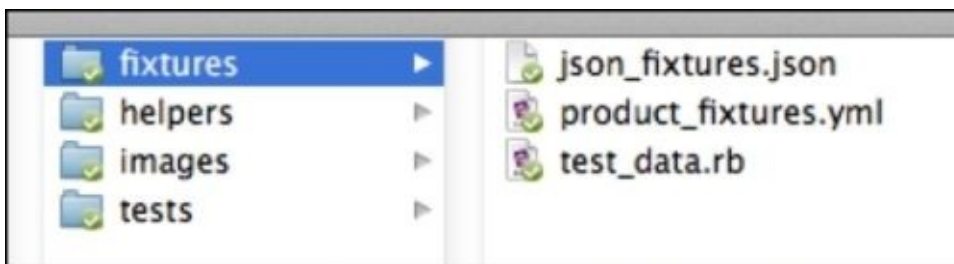 fixtures
helpers
images
tests
json_fixtures.json
product_fixtures.yml
test_data.rb